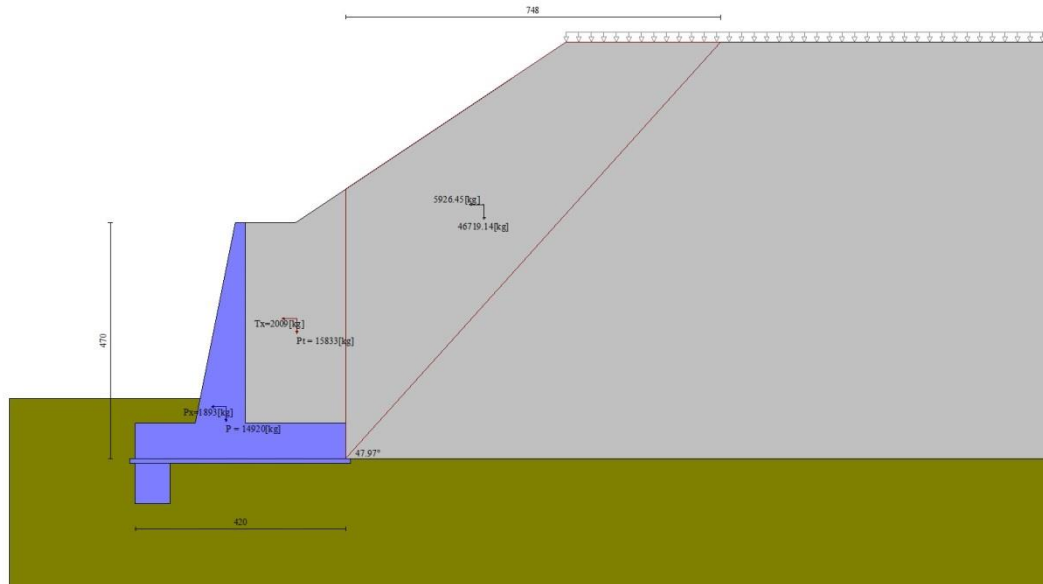 748
5926.45[kg]
46719.14[kg]
Tx=2009[kg]
Pt = 15833[kg]
470
Px=1893[kg]
P = 14920[kg]
47.97°
420